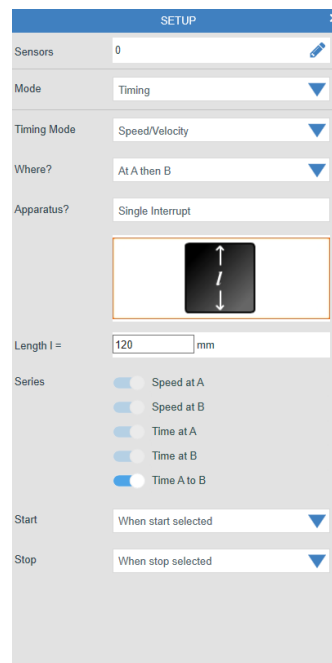 SETUP
Sensors 0
Mode Timing
Timing Mode Speed/Velocity
Where? At A then B
Apparatus? Single Interrupt
l
Length l = 120 mm
Series Speed at A
Speed at B
Time at A
Time at B
Time A to B
Start When start selected
Stop When stop selected